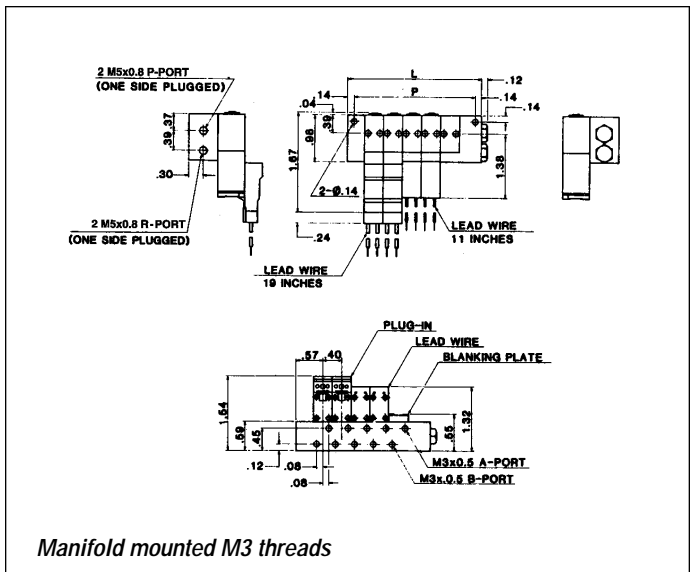 2 M5x0.8 P-PORT
(ONE SIDE PLUGGED)
.39 .37
.30
2 M5x0.8 R-PORT
(ONE SIDE PLUGGED)
L
.12
.14
P
.14
.04
.14
.39
.98
1.67
1.38
2-Ø.14
.24
LEAD WIRE
11 INCHES
LEAD WIRE
19 INCHES
PLUG-IN
.57 .40
LEAD WIRE
BLANKING PLATE
1.54
.59
.45
1.32
.55
.12
.08
.08
M3x0.5 A-PORT
M3x.0.5 B-PORT
Manifold mounted M3 threads